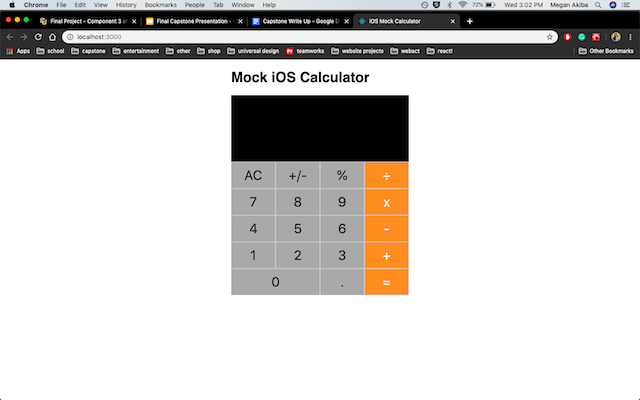 Chrome File Edit View History Bookmarks People Tab Window Help 72% Wed 3:02 PM Megan Akiba
Final Project - Component 3 o Final Capstone Presentation - Capstone Write Up - Google D iOS Mock Calculator
localhost:3000
Apps school capstone entertainment other shop universal design teamworks website projects webact react! Other Bookmarks
Mock iOS Calculator
AC +/- % ÷
7 8 9 x
4 5 6 -
1 2 3 +
0 . =